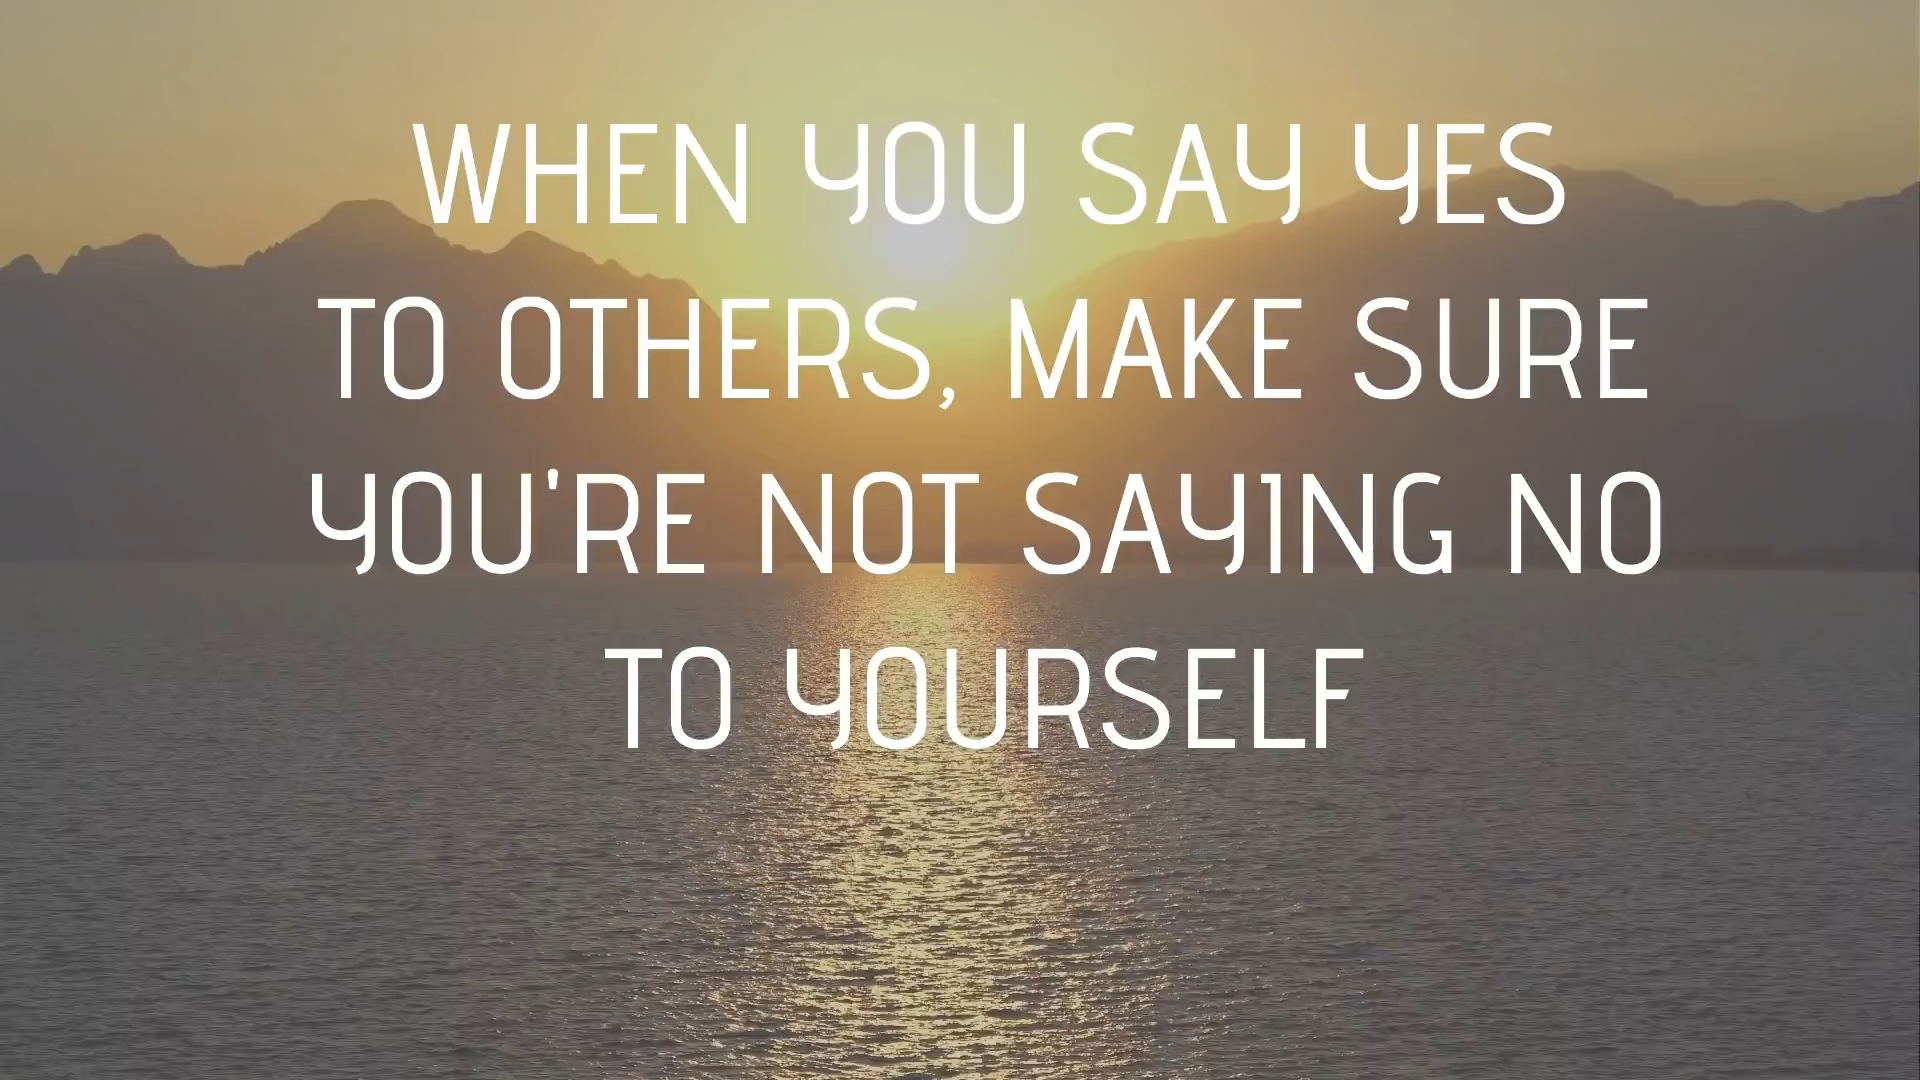 WHEN YOU SAY YES
TO OTHERS, MAKE SURE
YOU'RE NOT SAYING NO
TO YOURSELF